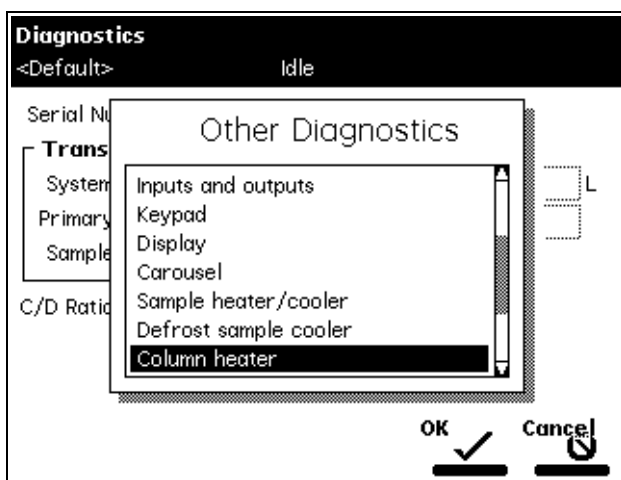 Diagnostics
<Default> Idle
Serial Nu
Other Diagnostics
Trans
System
L
Primary
Sample
C/D Ratio
Inputs and outputs
Keypad
Display
Carousel
Sample heater/cooler
Defrost sample cooler
Column heater
OK
Cancel